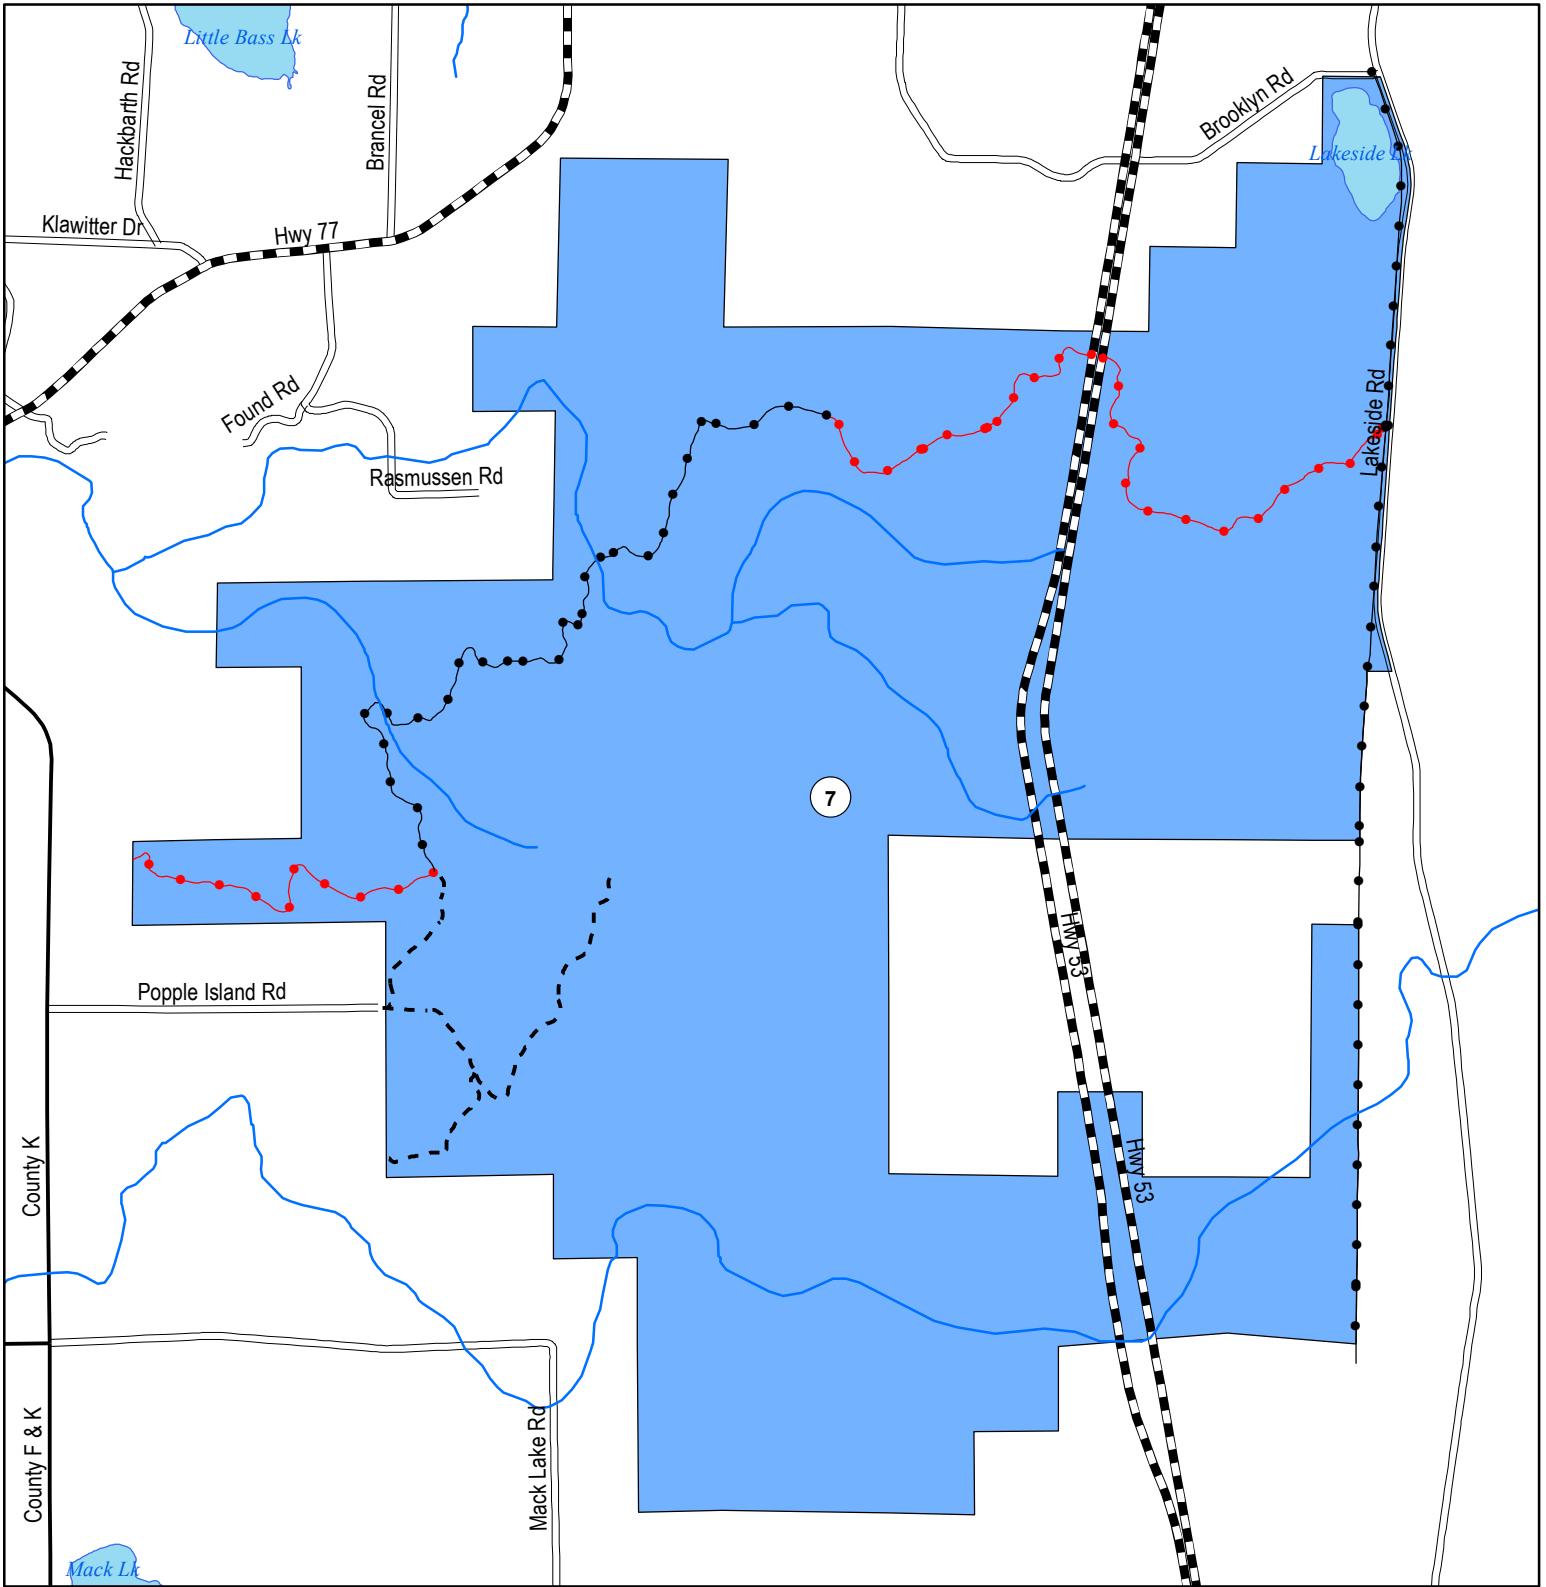 Little Bass Lk
Hackbarth Rd
Brancel Rd
Brooklyn Rd
Lakeside Lk
Klawitter Dr
Hwy 77
Found Rd
Lakeside Rd
Rasmussen Rd
7
Hwy 53
Popple Island Rd
Hwy 53
County K
County F & K
Mack Lake Rd
Mack Lk